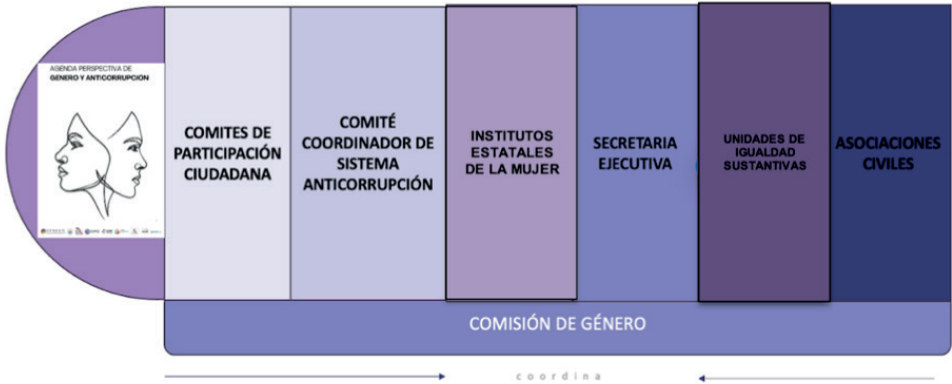 AGENDA PERSPECTIVA DE
GENERO Y ANTICORRUPCION
COMITES DE
PARTICIPACIÓN
CIUDADANA
COMITÉ
COORDINADOR DE
SISTEMA
ANTICORRUPCIÓN
INSTITUTOS
ESTATALES
DE LA MUJER
SECRETARIA
EJECUTIVA
UNIDADES DE
IGUALDAD
SUSTANTIVAS
ASOCIACIONES
CIVILES
COMISIÓN DE GÉNERO
coordina